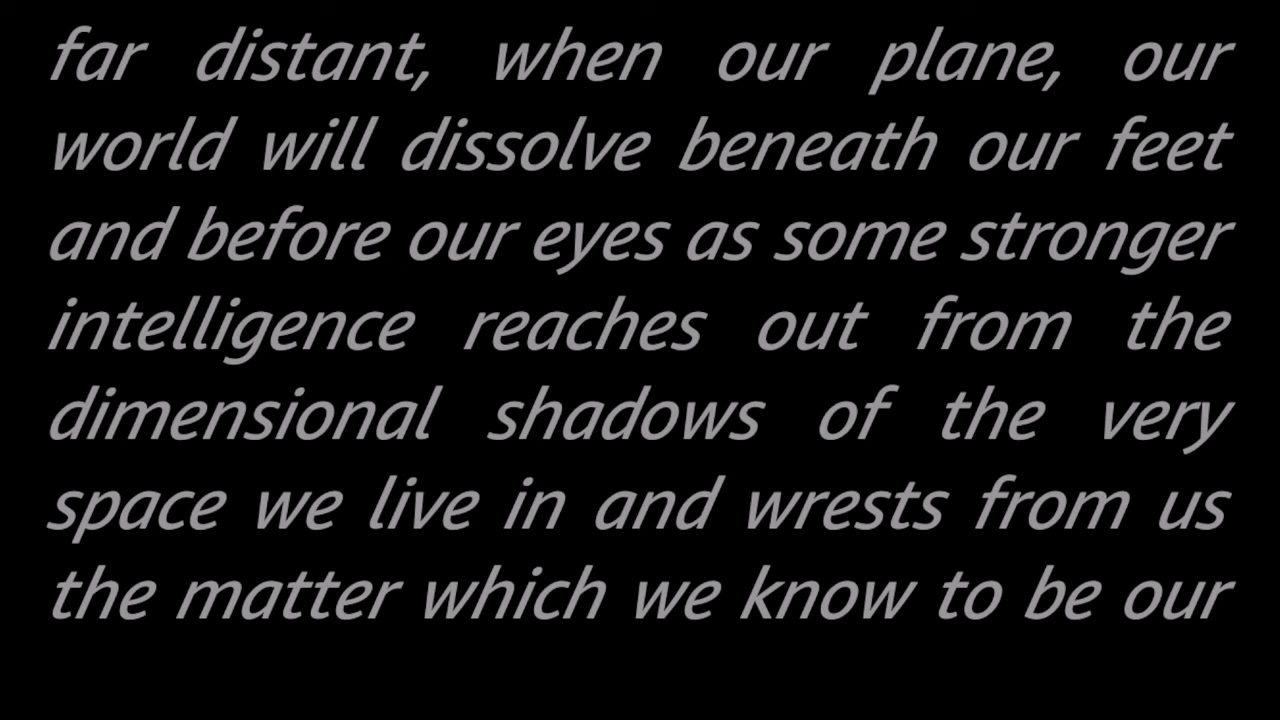 far distant, when our plane, our
world will dissolve beneath our feet
and before our eyes as some stronger
intelligence reaches out from the
dimensional shadows of the very
space we live in and wrests from us
the matter which we know to be our